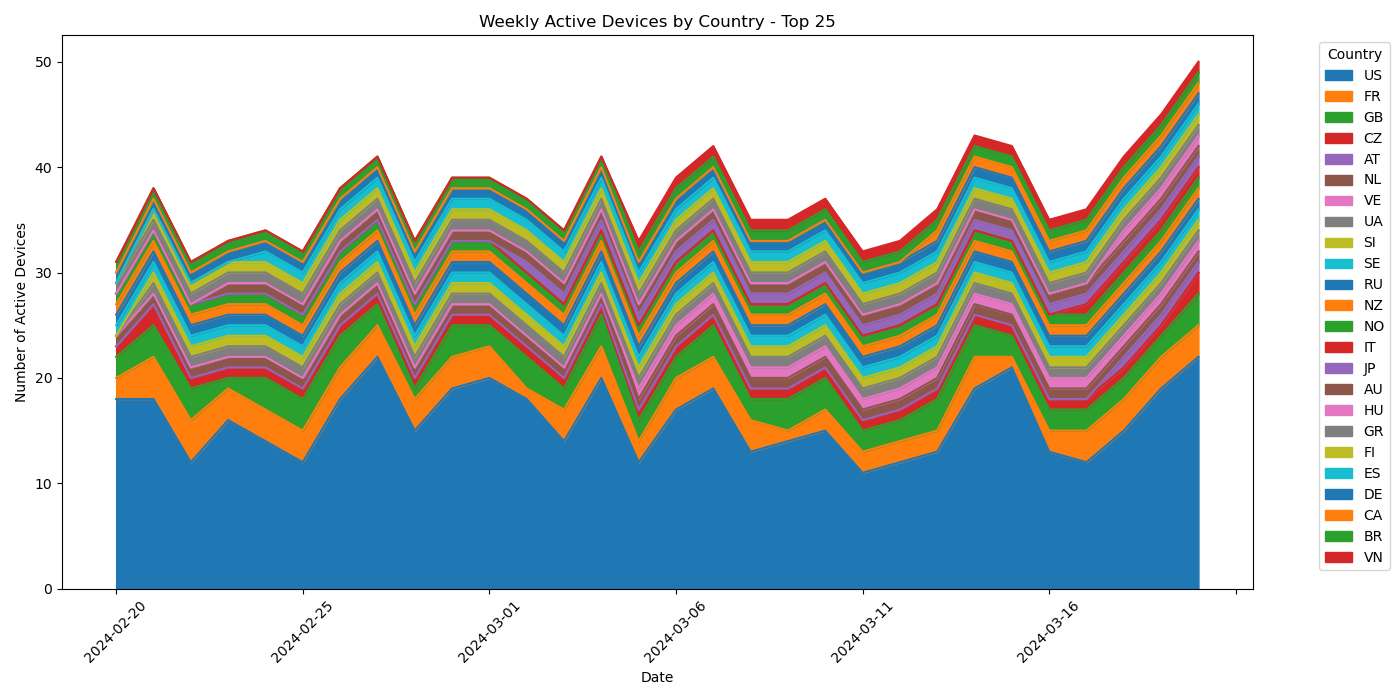 Weekly Active Devices by Country - Top 25
Number of Active Devices
50
40
30
20
10
0
2024-02-20
2024-02-25
2024-03-01
2024-03-06
2024-03-11
2024-03-16
Date
Country
US
FR
GB
CZ
AT
NL
VE
UA
SI
SE
RU
NZ
NO
IT
JP
AU
HU
GR
FI
ES
DE
CA
BR
VN